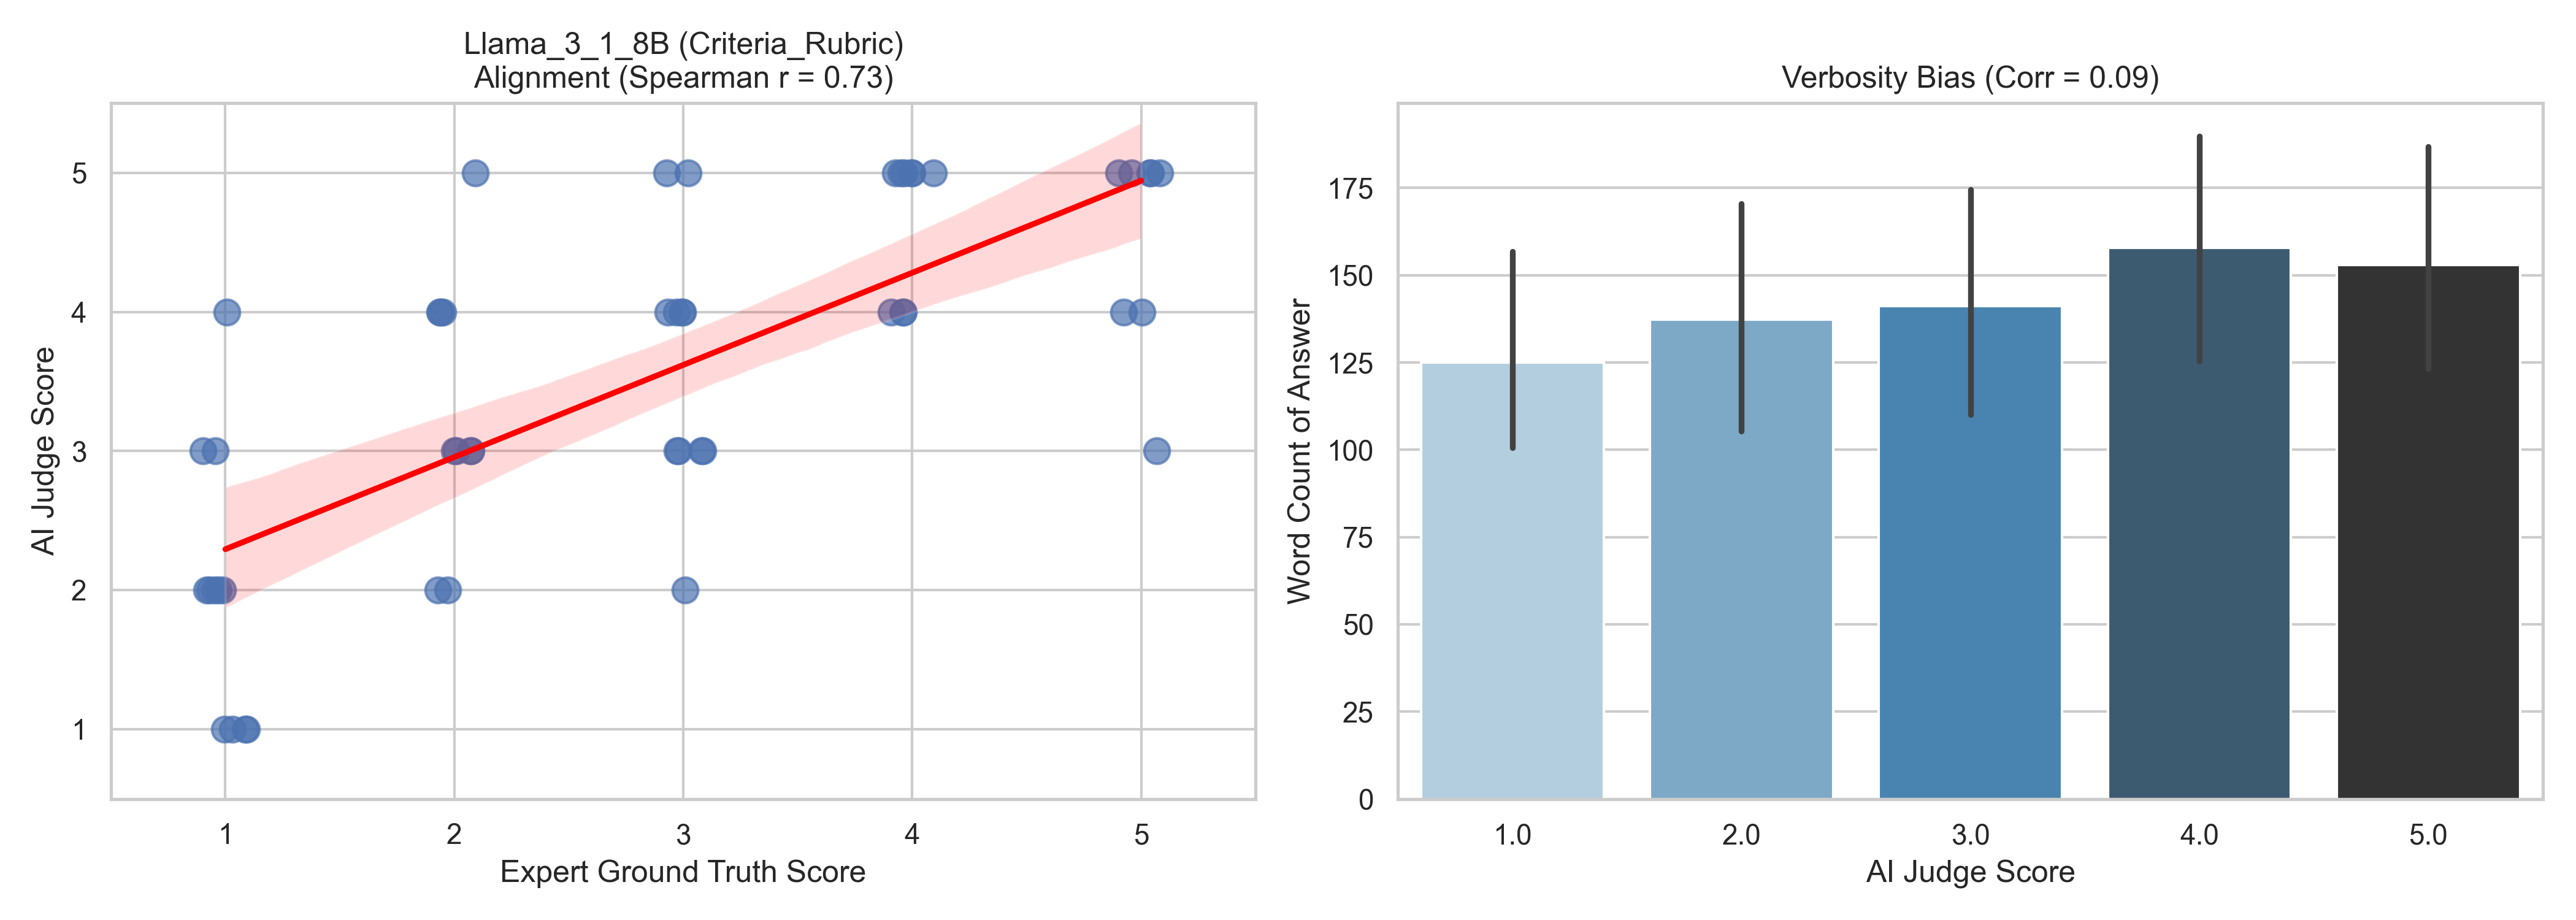 Llama_3_1_8B (Criteria_Rubric)
Alignment (Spearman r = 0.73)
5
4
3
2
1
AI Judge Score
1 2 3 4 5
Expert Ground Truth Score
Verbosity Bias (Corr = 0.09)
175
150
125
100
75
50
25
0
Word Count of Answer
1.0 2.0 3.0 4.0 5.0
AI Judge Score